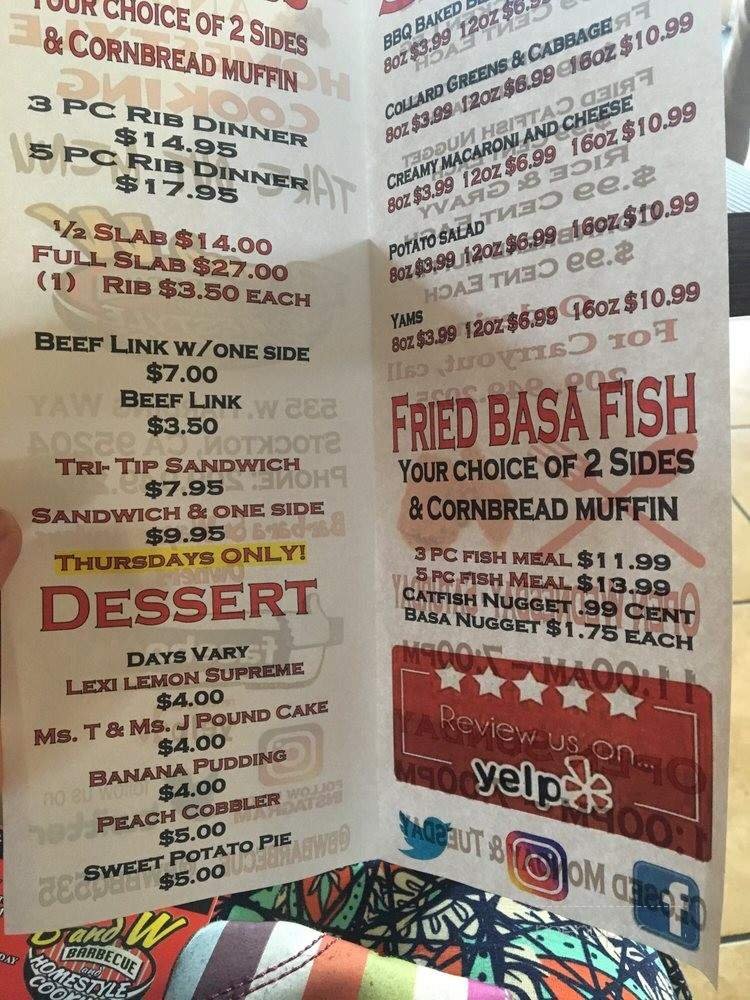 YOUR CHOICE OF 2 SIDES
& CORNBREAD MUFFIN
3 PC RIB DINNER
$14.95
5 PC RIB DINNER
$17.95
½ SLAB $14.00
FULL SLAB $27.00
(1) RIB $3.50 EACH
BEEF LINK W/ONE SIDE
$7.00
BEEF LINK
$3.50
TRI- TIP SANDWICH
$7.95
SANDWICH & ONE SIDE
$9.95
THURSDAYS ONLY!
DESSERT
DAYS VARY
LEXI LEMON SUPREME
$4.00
MS. T & MS. J POUND CAKE
$4.00
BANANA PUDDING
$4.00
PEACH COBBLER
$5.00
SWEET POTATO PIE
$5.00
BBQ BAKED
8OZ $3.99 12OZ
COLLARD GREENS & CABBAGE
8OZ $3.99 12OZ $6.99 16OZ $10.99
CREAMY MACARONI AND CHEESE
8OZ $3.99 12OZ $6.99 16OZ $10.99
POTATO SALAD
8OZ $3.99 12OZ $6.99 16OZ $10.99
YAMS
8OZ $3.99 12OZ $6.99 16OZ $10.99
FRIED BASA FISH
YOUR CHOICE OF 2 SIDES
& CORNBREAD MUFFIN
3 PC FISH MEAL $11.99
5 PC FISH MEAL $13.99
CATFISH NUGGET .99 CENT
BASA NUGGET $1.75 EACH
Review us on...
yelp
f
B and W
BARBECUE
and
HOMESTYLE